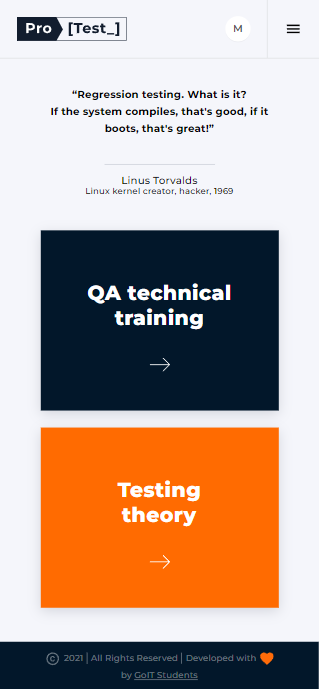 Pro [Test_]
M
“Regression testing. What is it?
If the system compiles, that's good, if it
boots, that's great!”
Linus Torvalds
Linux kernel creator, hacker, 1969
QA technical
training
Testing
theory
© 2021 | All Rights Reserved | Developed with
by GoIT Students